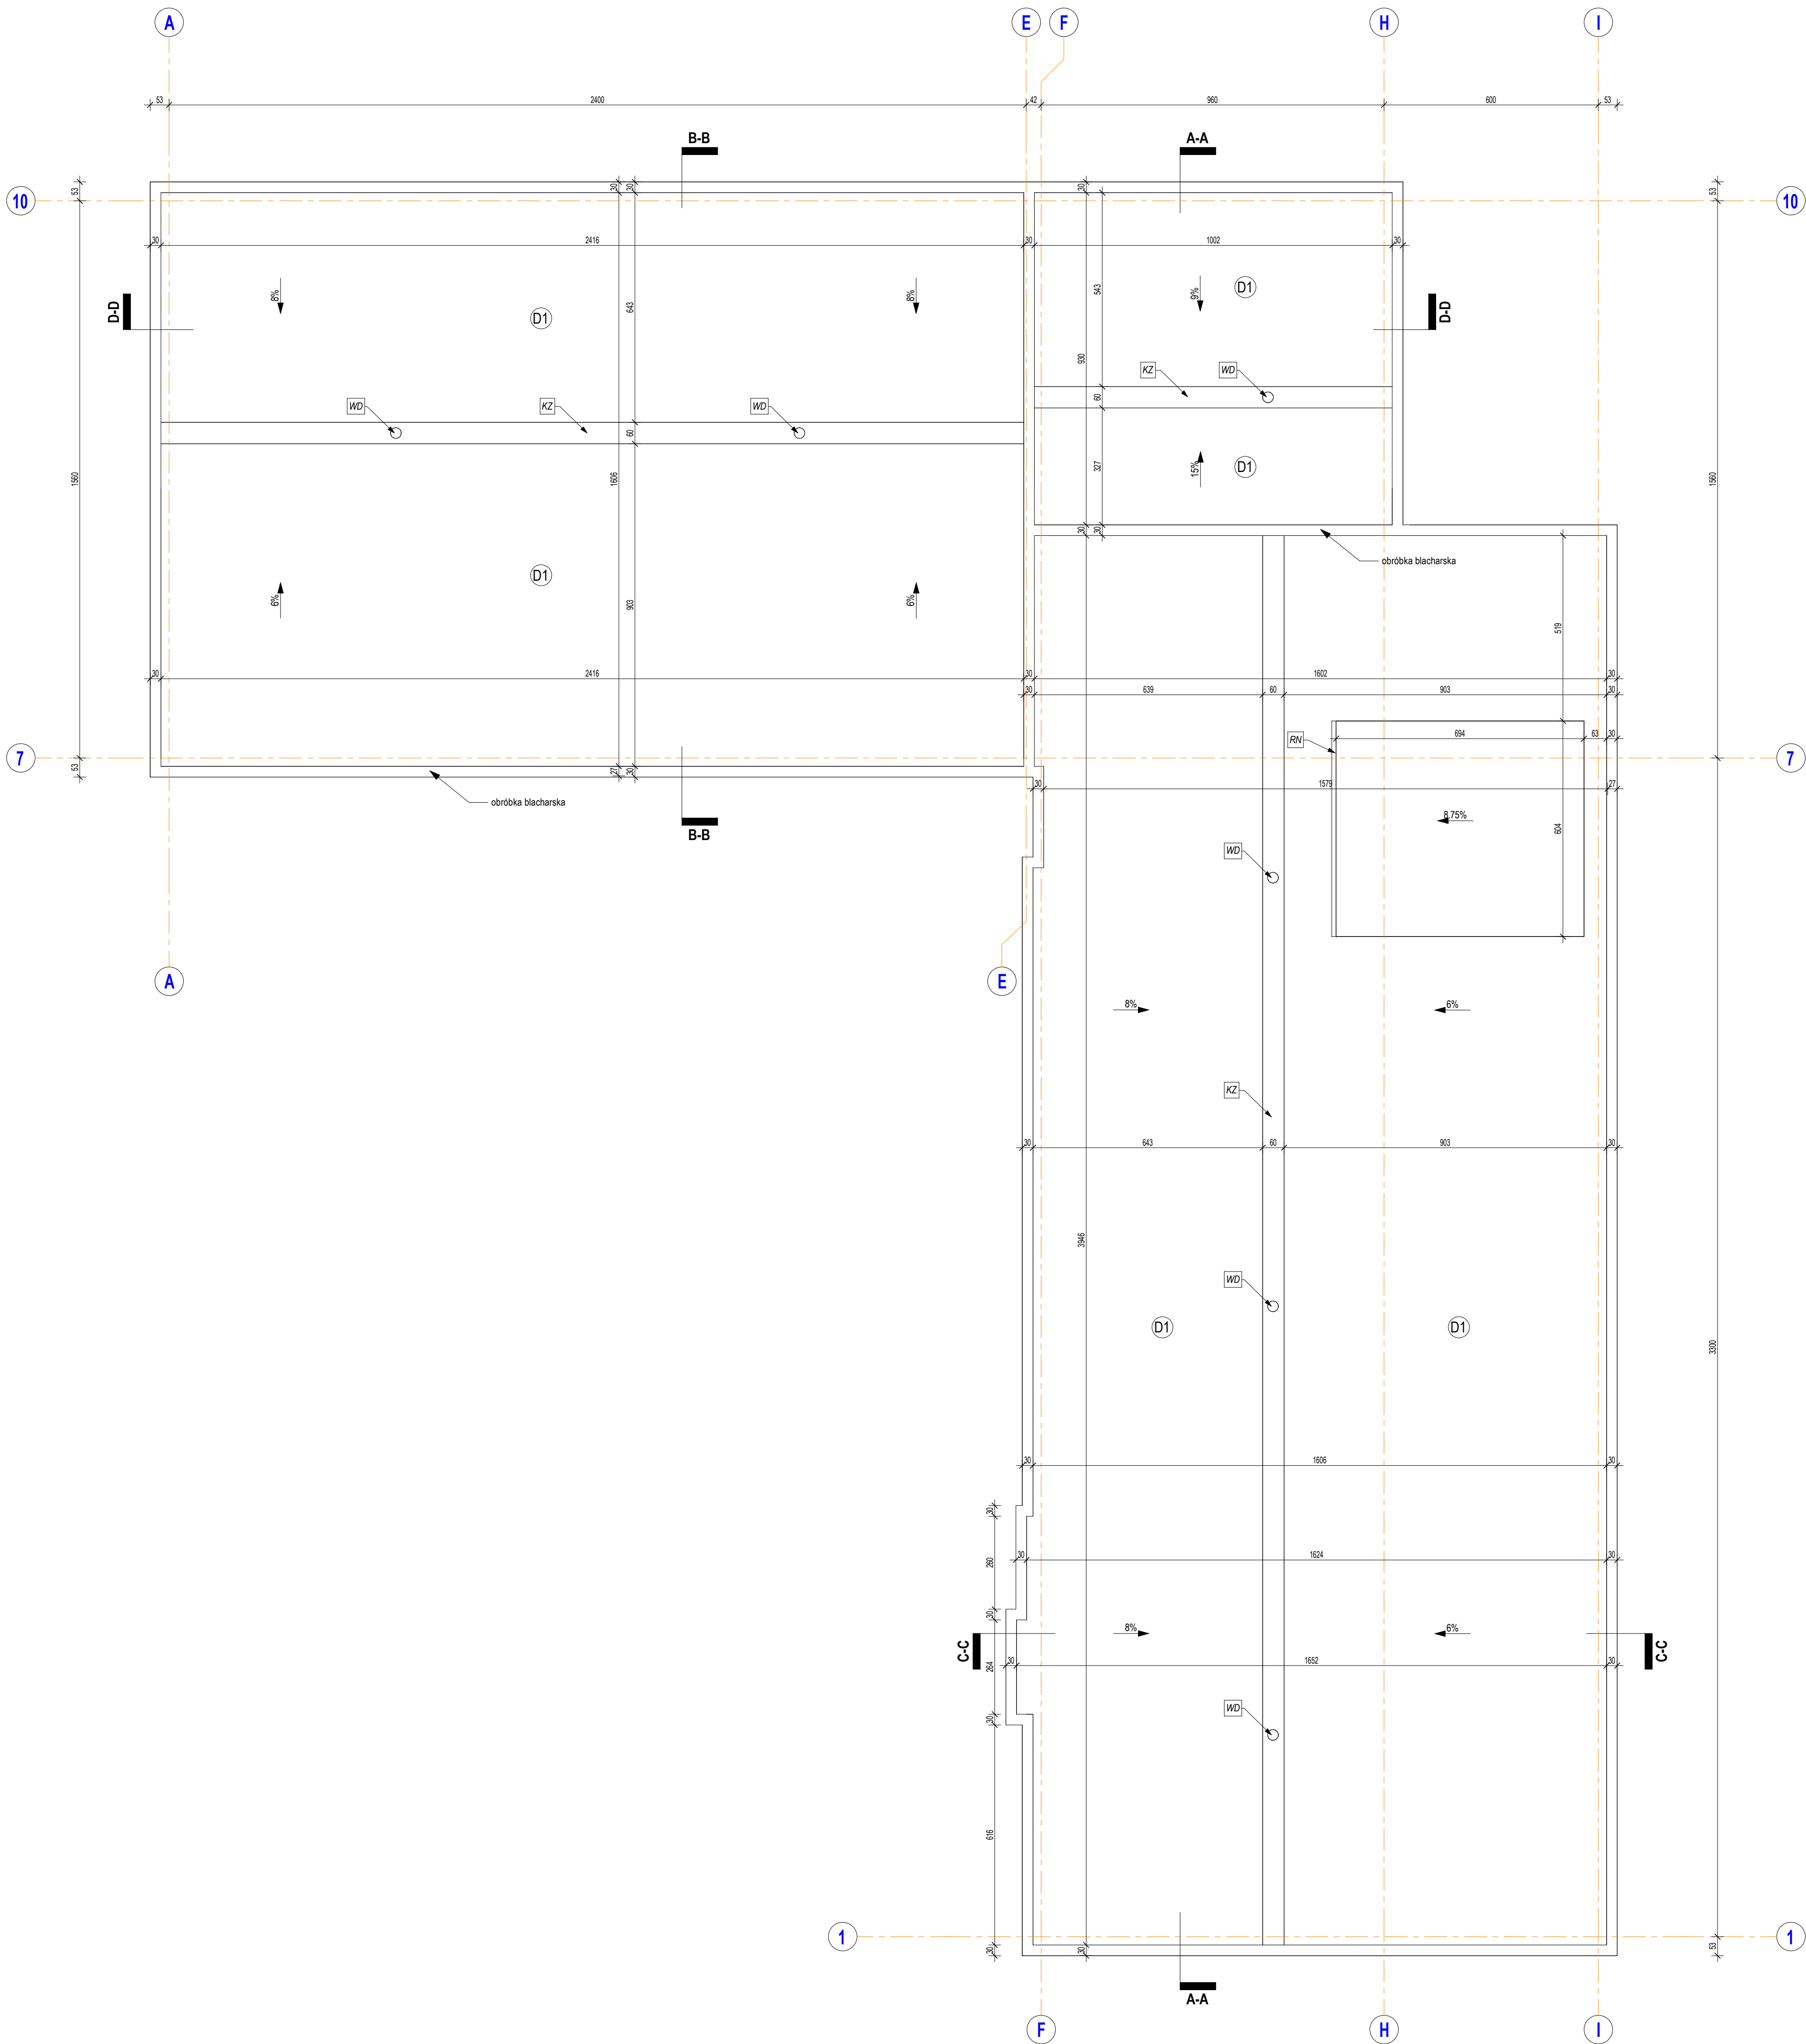 A
E
F
H
I
53
2400
42
960
600
53
B-B
A-A
53
30
30
30
53
10
10
30
2416
30
1002
30
D-D
8%
8%
9%
D-D
D1
D1
643
543
930
KZ
WD
WD
KZ
WD
60
60
1560
1606
327
15%
D1
1560
30
30
obróbka blacharska
D1
6%
6%
903
519
30
2416
30
1602
30
30
639
60
903
30
RN
694
63
30
7
7
53
27
30
30
1579
27
obróbka blacharska
B-B
8.75%
604
WD
A
E
8%
6%
KZ
30
643
60
903
30
3946
WD
D1
D1
3300
30
1606
30
30
260
30
1624
30
30
8%
6%
C-C
C-C
264
30
1652
30
30
WD
616
1
1
30
30
53
A-A
F
H
I